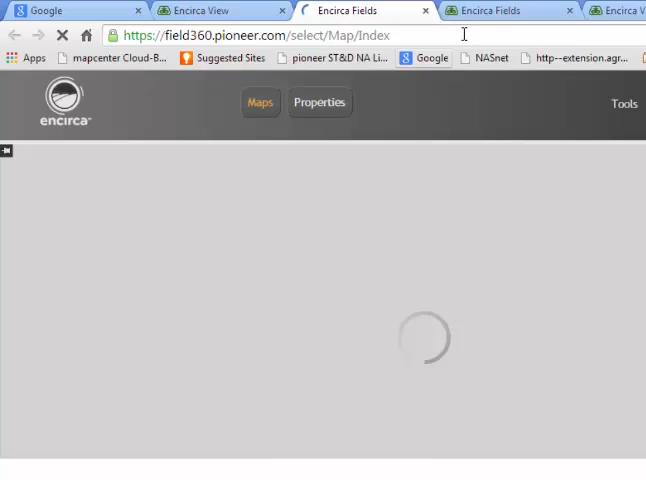 Google
Encirca View
Encirca Fields
Encirca Fields
Encirca V
https://field360.pioneer.com/select/Map/Index
Apps
mapcenter Cloud-B...
Suggested Sites
pioneer ST&D NA Li...
Google
NASnet
http--extension.agr...
encirca
Maps
Properties
Tools